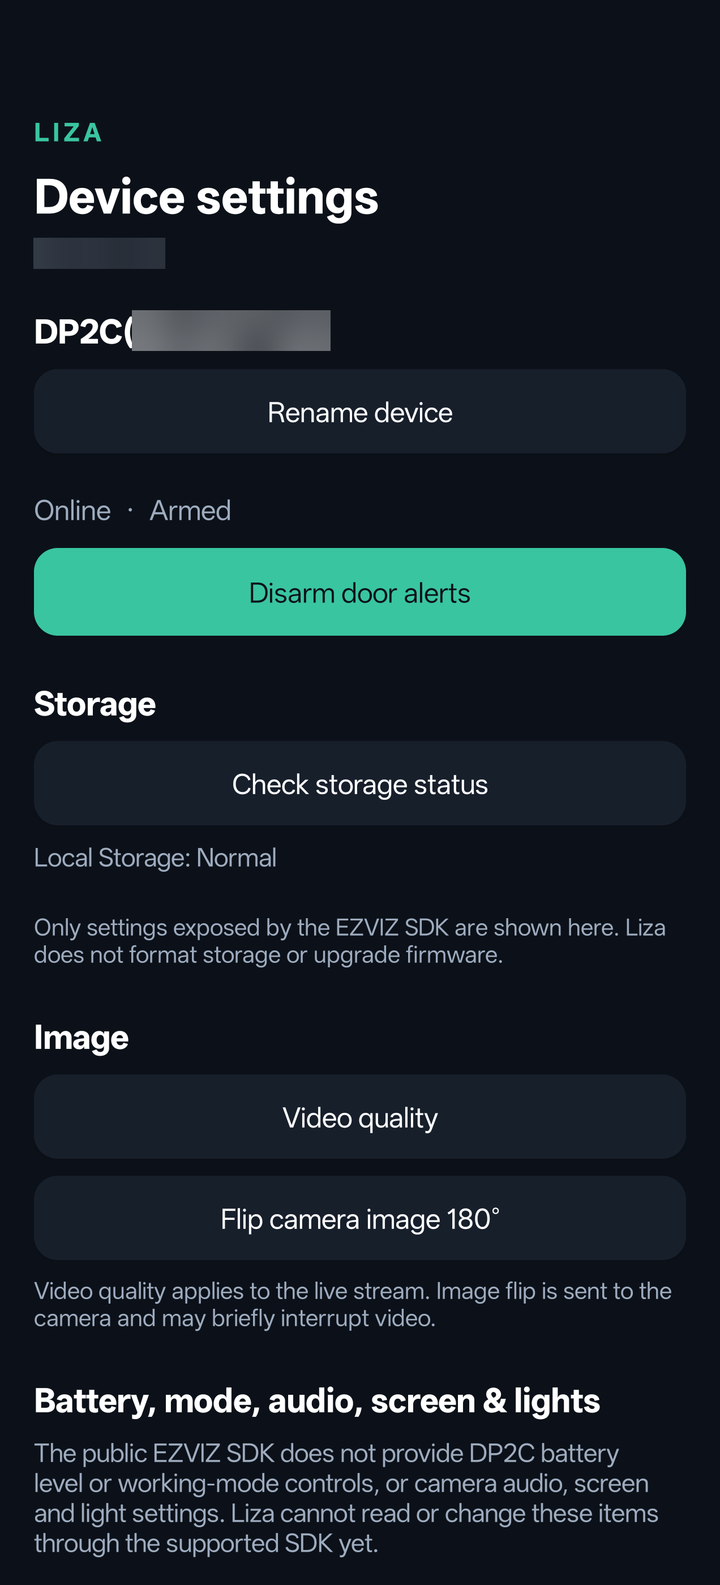 LIZA
Device settings
DP2C(
Rename device
Online · Armed
Disarm door alerts
Storage
Check storage status
Local Storage: Normal
Only settings exposed by the EZVIZ SDK are shown here. Liza
does not format storage or upgrade firmware.
Image
Video quality
Flip camera image 180°
Video quality applies to the live stream. Image flip is sent to the
camera and may briefly interrupt video.
Battery, mode, audio, screen & lights
The public EZVIZ SDK does not provide DP2C battery
level or working-mode controls, or camera audio, screen
and light settings. Liza cannot read or change these items
through the supported SDK yet.